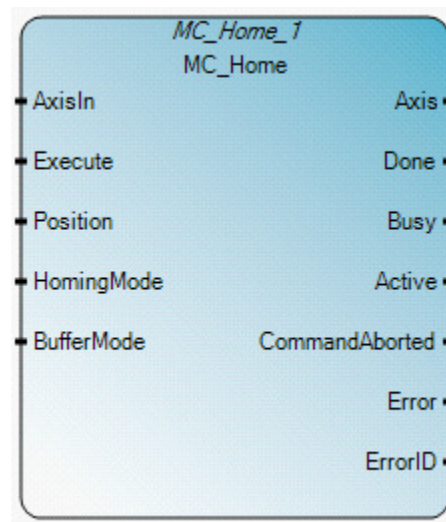 MC_Home_1
MC_Home
AxisIn Axis
Execute Done
Position Busy
HomingMode Active
BufferMode CommandAborted
Error
ErrorID